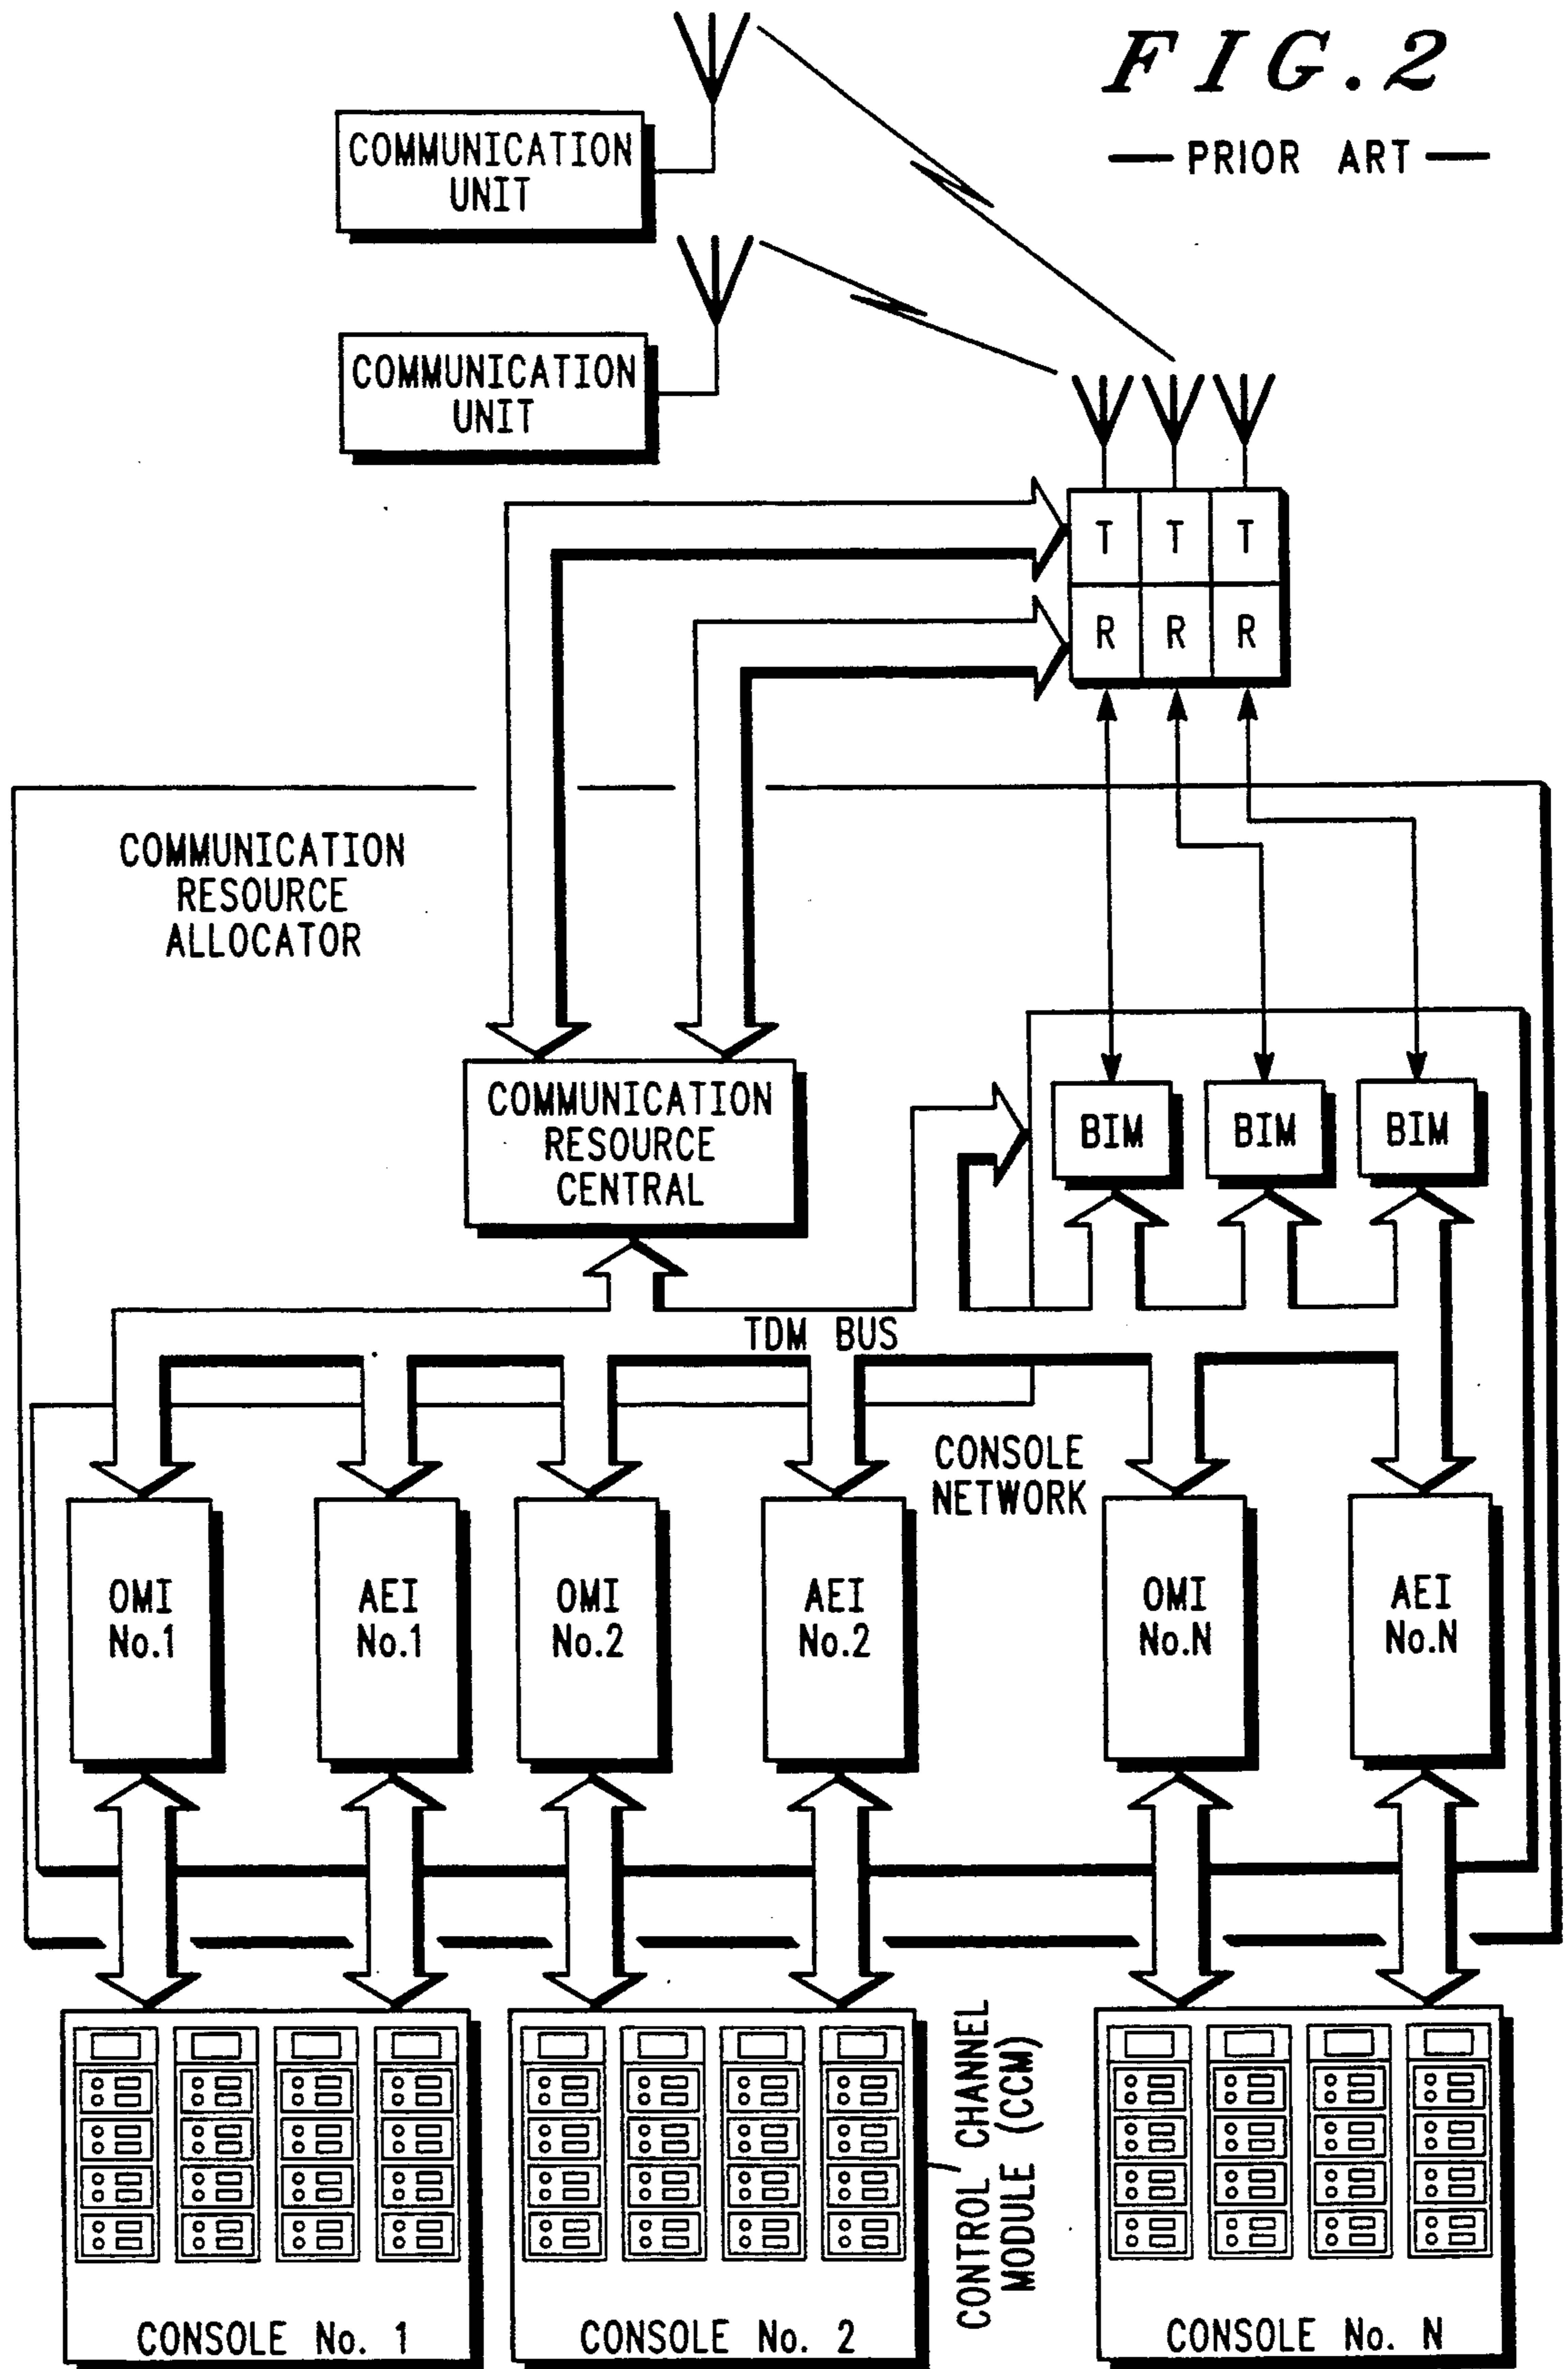 FIG.2
— PRIOR ART —
COMMUNICATION
UNIT
COMMUNICATION
UNIT
T T T
R R R
COMMUNICATION
RESOURCE
ALLOCATOR
COMMUNICATION
RESOURCE
CENTRAL
BIM BIM BIM
TDM BUS
CONSOLE
NETWORK
OMI
No.1
AEI
No.1
OMI
No.2
AEI
No.2
OMI
No.N
AEI
No.N
CONTROL CHANNEL
MODULE (CCM)
CONSOLE No. 1
CONSOLE No. 2
CONSOLE No. N